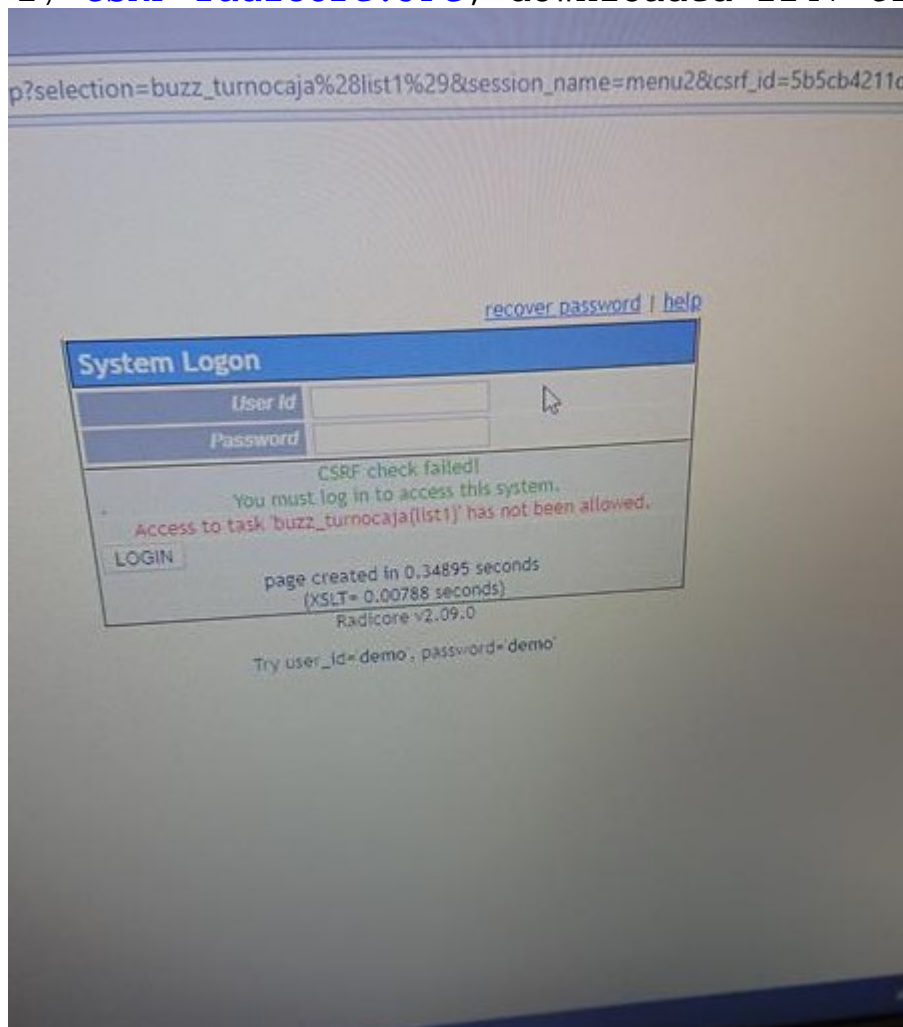 p?selection=buzz_turnocaja%28list1%29&session_name=menu2&csrf_id=5b5cb4211
recover password | help
System Logon
User Id
Password
CSRF check failed!
You must log in to access this system.
Access to task 'buzz_turnocaja(list1)' has not been allowed.
LOGIN
page created in 0.34895 seconds
(XSLT= 0.00788 seconds)
Radicore v2.09.0
Try user_id='demo', password='demo'